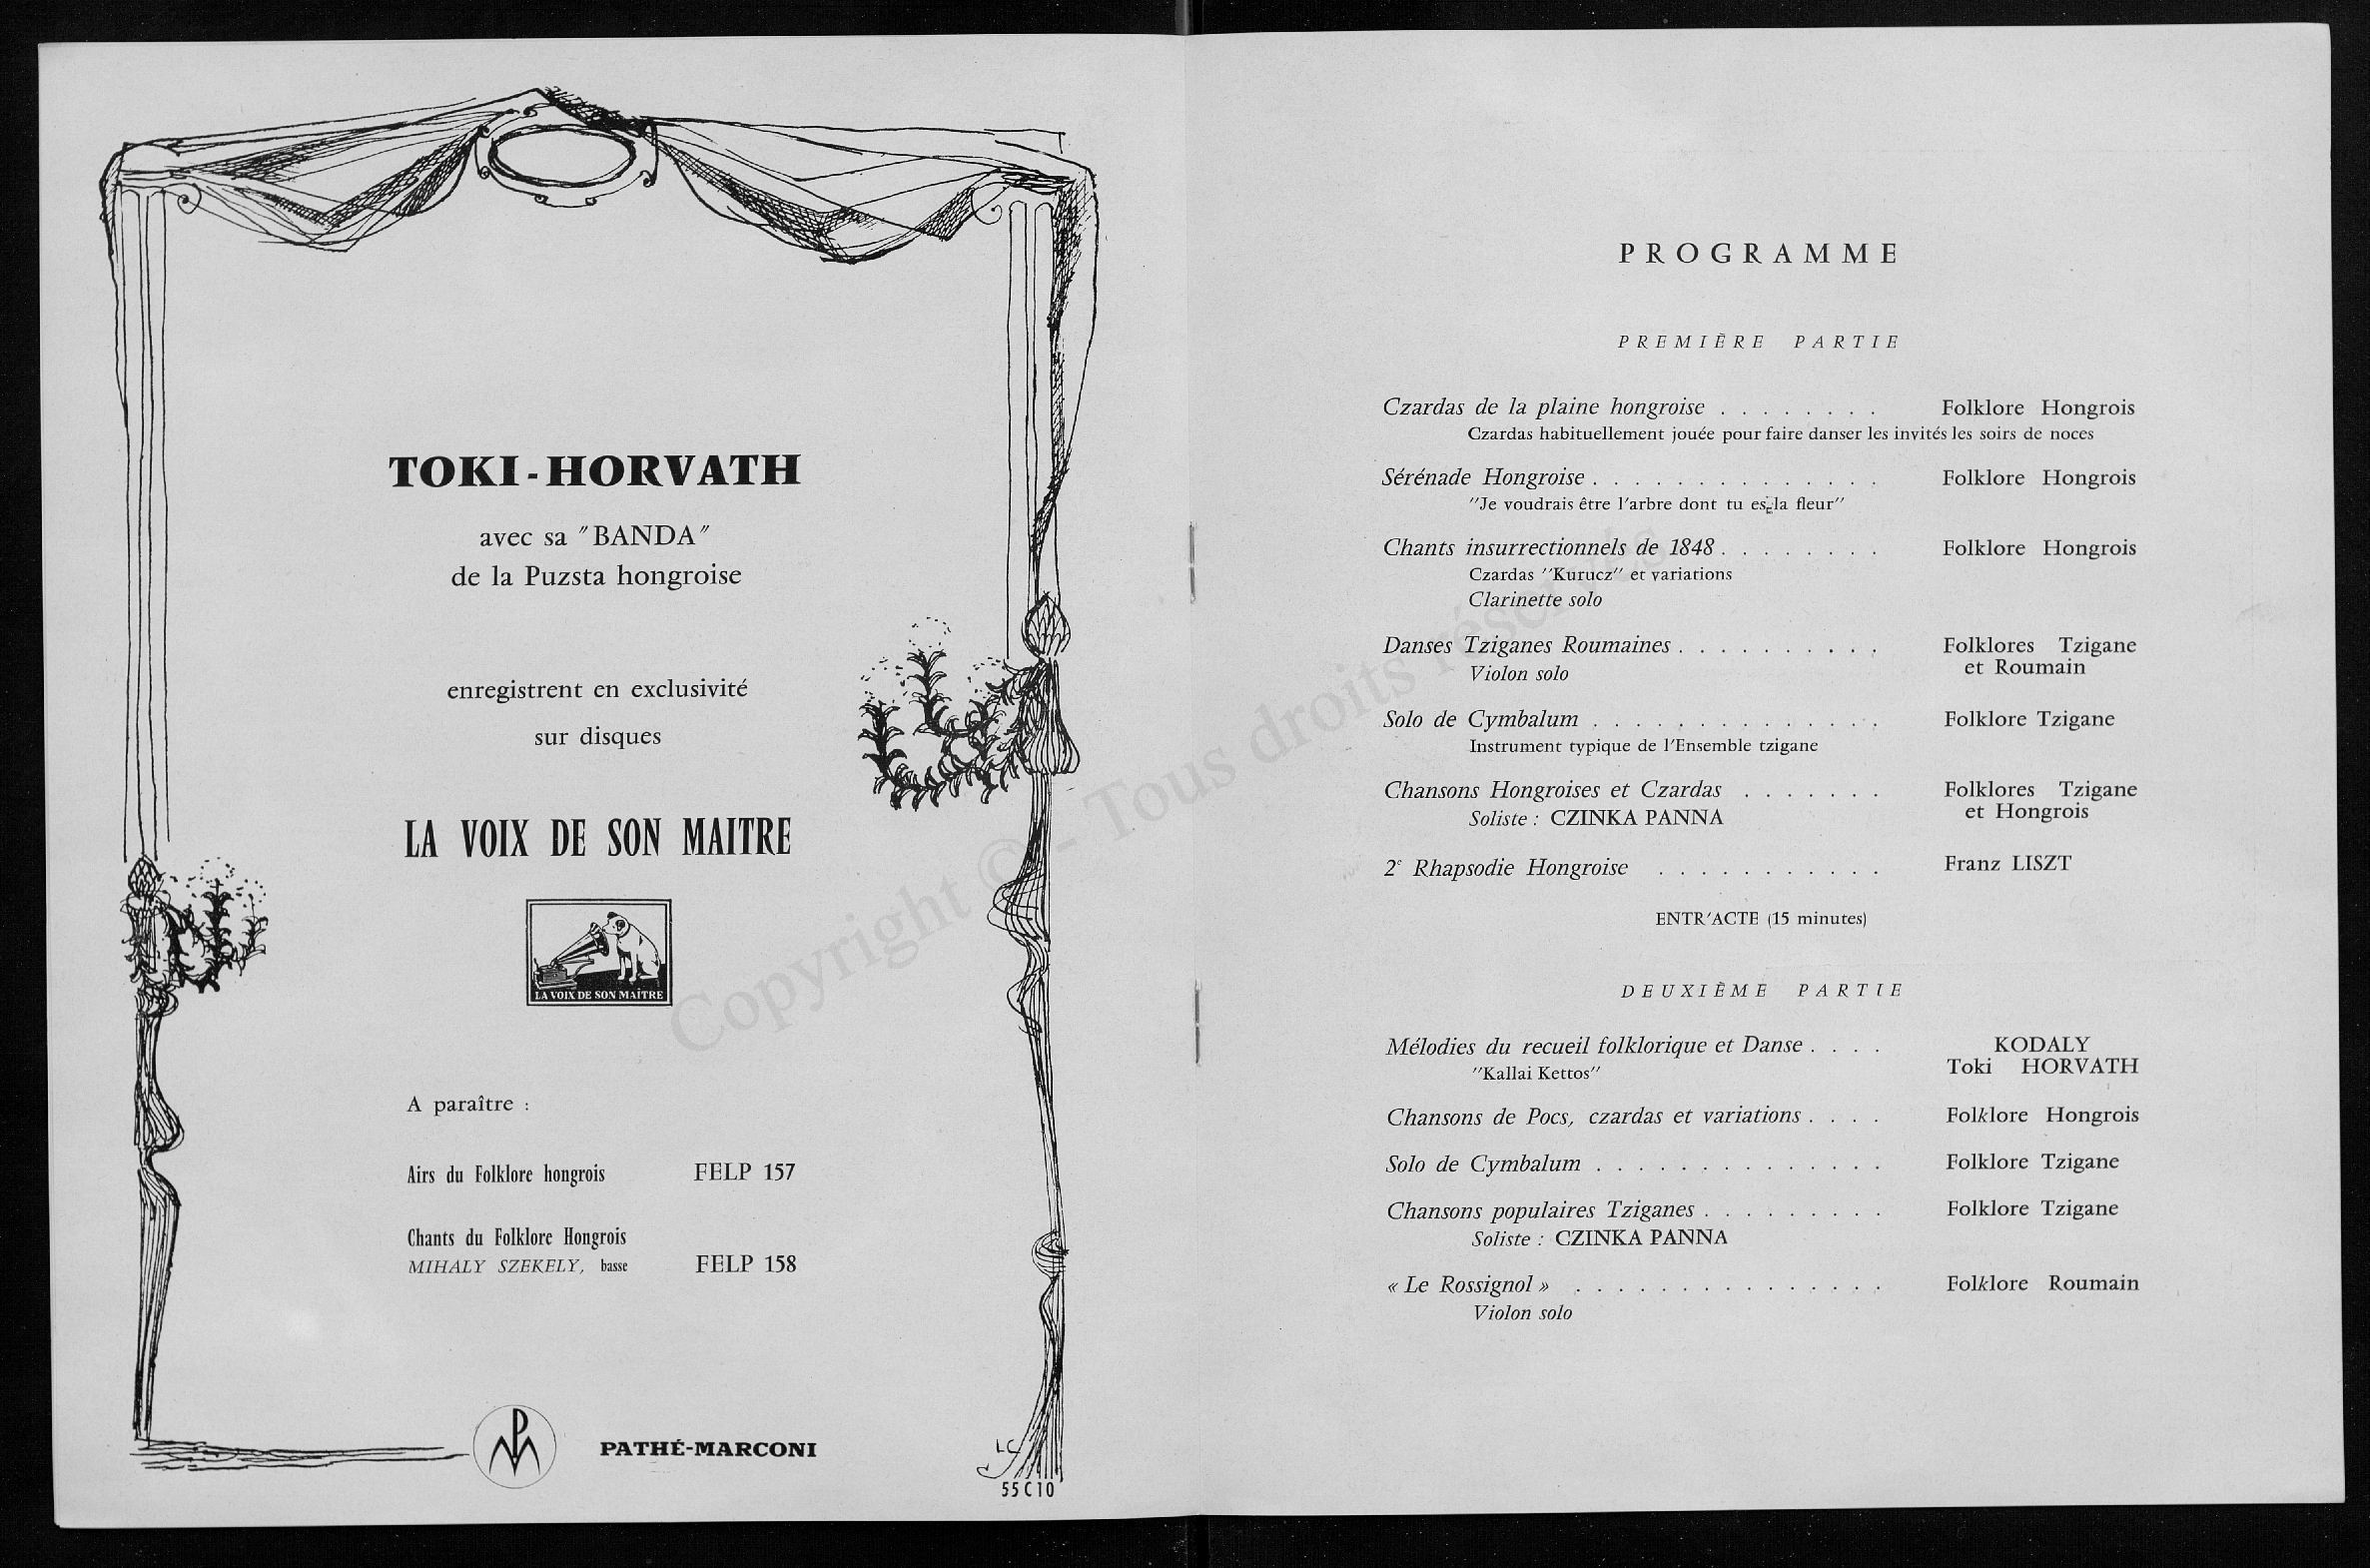 TOKI-HORVATH
avec sa "BANDA"
de la Puzsta hongroise
enregistrent en exclusivité
sur disques
LA VOIX DE SON MAITRE
LA VOIX DE SON MAÎTRE
A paraître :
Airs du Folklore hongrois FELP 157
Chants du Folklore Hongrois
MIHALY SZEKELY, basse FELP 158
PATHÉ-MARCONI
LC
55 C 10
PROGRAMME
PREMIÈRE PARTIE
Czardas de la plaine hongroise . . . . . . . . Folklore Hongrois
Czardas habituellement jouée pour faire danser les invités les soirs de noces
Sérénade Hongroise . . . . . . . . . . . . . . Folklore Hongrois
"Je voudrais être l'arbre dont tu es la fleur"
Chants insurrectionnels de 1848 . . . . . . . . Folklore Hongrois
Czardas "Kurucz" et variations
Clarinette solo
Danses Tziganes Roumaines . . . . . . . . . . Folklores Tzigane
et Roumain
Violon solo
Solo de Cymbalum . . . . . . . . . . . . . . Folklore Tzigane
Instrument typique de l'Ensemble tzigane
Chansons Hongroises et Czardas . . . . . . . Folklores Tzigane
et Hongrois
Soliste : CZINKA PANNA
2e Rhapsodie Hongroise . . . . . . . . . . . Franz LISZT
ENTR'ACTE (15 minutes)
DEUXIÈME PARTIE
Mélodies du recueil folklorique et Danse . . . . KODALY
Toki HORVATH
"Kallai Kettos"
Chansons de Pocs, czardas et variations . . . . Folklore Hongrois
Solo de Cymbalum . . . . . . . . . . . . . . Folklore Tzigane
Chansons populaires Tziganes . . . . . . . . . Folklore Tzigane
Soliste : CZINKA PANNA
« Le Rossignol » . . . . . . . . . . . . . . . Folklore Roumain
Violon solo
Copyright © - Tous droits réservés